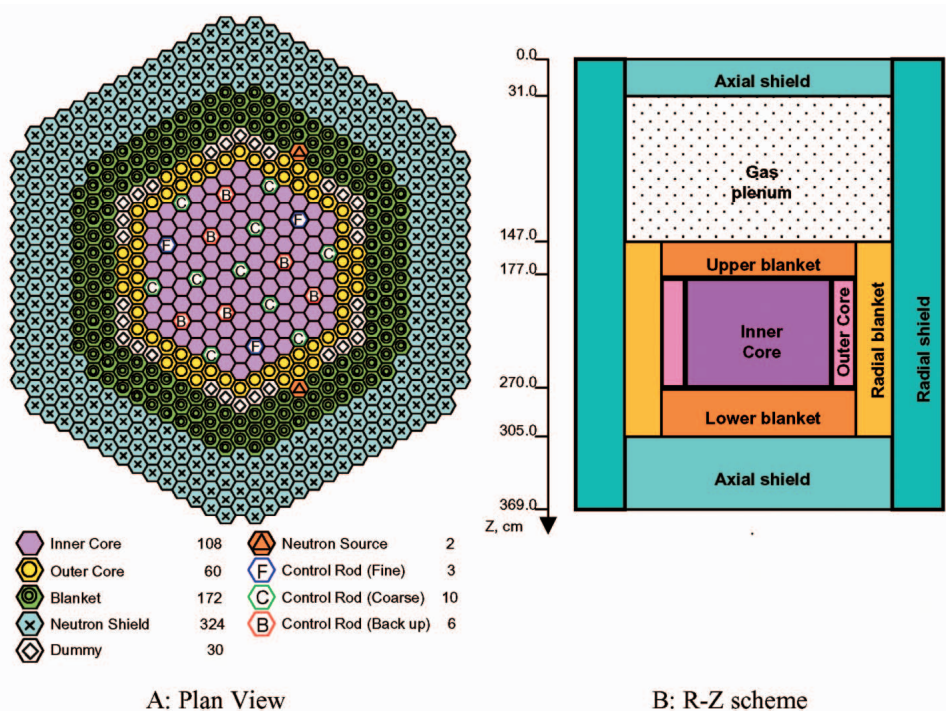 0.0
Axial shield
31.0
Gas
plenum
147.0
Upper blanket
177.0
Inner
Core
Outer Core
Radial blanket
Radial shield
270.0
Lower blanket
305.0
Axial shield
369.0
Z, cm
B
C
C
B
C
F
F
B
C
B
C
C
C
B
C
B
B
C
F
C
Inner Core 108
Outer Core 60
Blanket 172
Neutron Shield 324
Dummy 30
Neutron Source 2
F Control Rod (Fine) 3
C Control Rod (Coarse) 10
B Control Rod (Back up) 6
A: Plan View
B: R-Z scheme